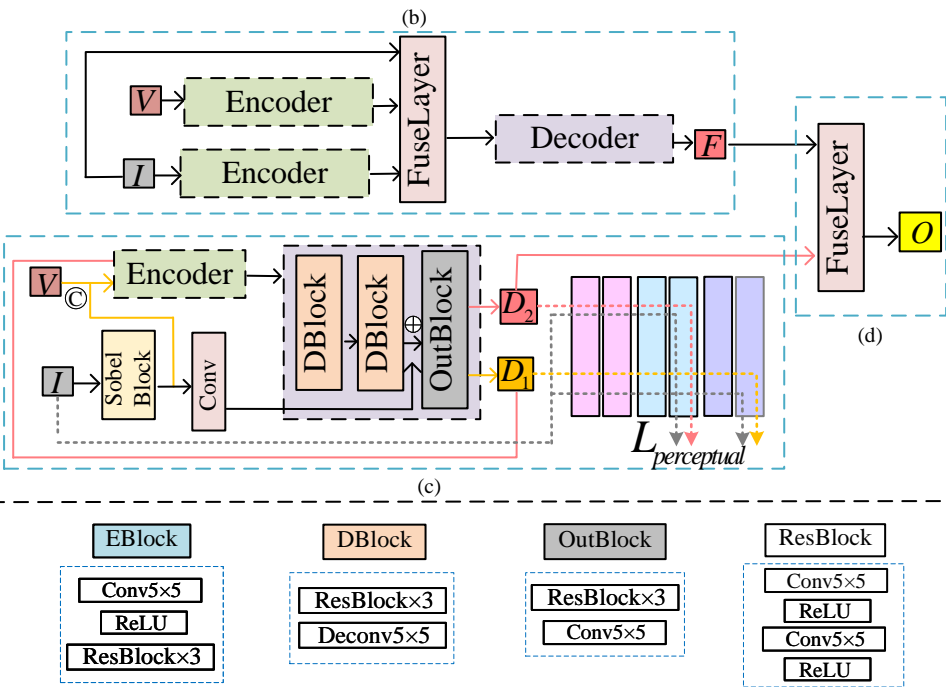 (b)
V
Encoder
I
Encoder
FuseLayer
Decoder
F
FuseLayer
O
(d)
V
©
Encoder
I
Sobel
Block
Conv
DBlock
DBlock
⊕
OutBlock
D2
D1
Lperceptual
(c)
EBlock
Conv5×5
ReLU
ResBlock×3
DBlock
ResBlock×3
Deconv5×5
OutBlock
ResBlock×3
Conv5×5
ResBlock
Conv5×5
ReLU
Conv5×5
ReLU